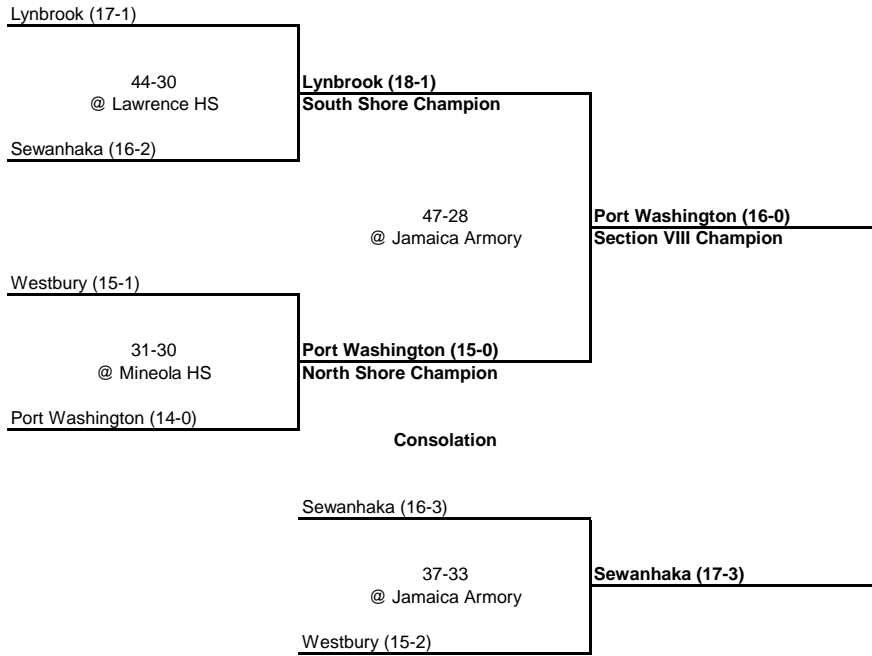 Lynbrook (17-1)
44-30
@ Lawrence HS
Lynbrook (18-1)
South Shore Champion
Sewanhaka (16-2)
47-28
@ Jamaica Armory
Port Washington (16-0)
Section VIII Champion
Westbury (15-1)
31-30
@ Mineola HS
Port Washington (15-0)
North Shore Champion
Port Washington (14-0)
Consolation
Sewanhaka (16-3)
37-33
@ Jamaica Armory
Sewanhaka (17-3)
Westbury (15-2)